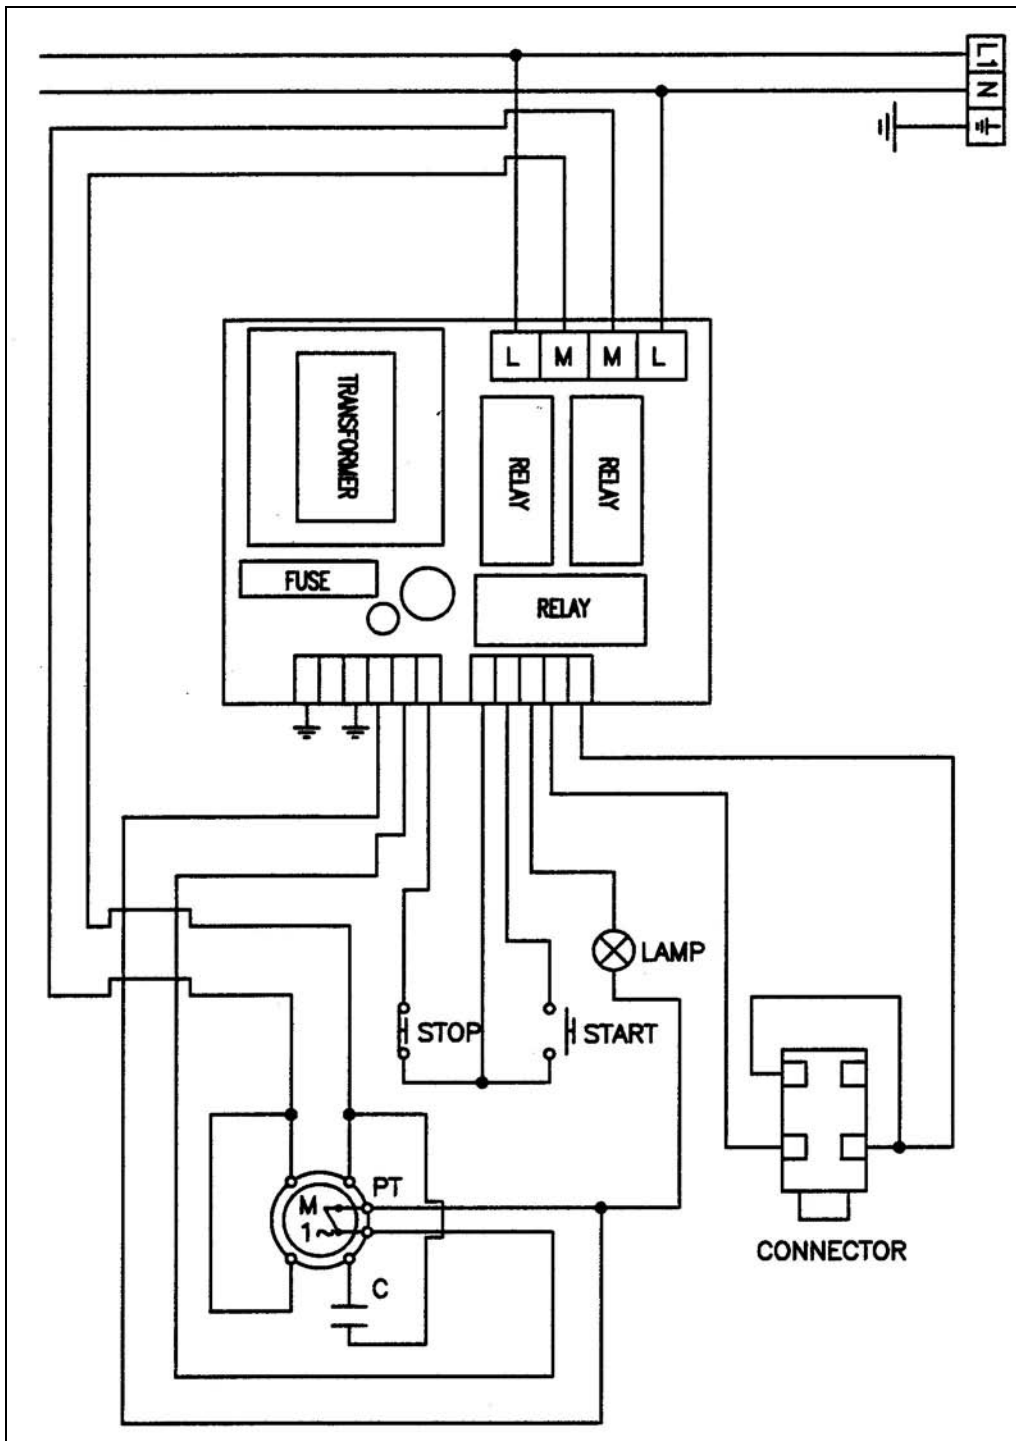 L1
N
L M M L
TRANSFORMER
RELAY
RELAY
FUSE
RELAY
LAMP
STOP
START
PT
M
1~
C
CONNECTOR